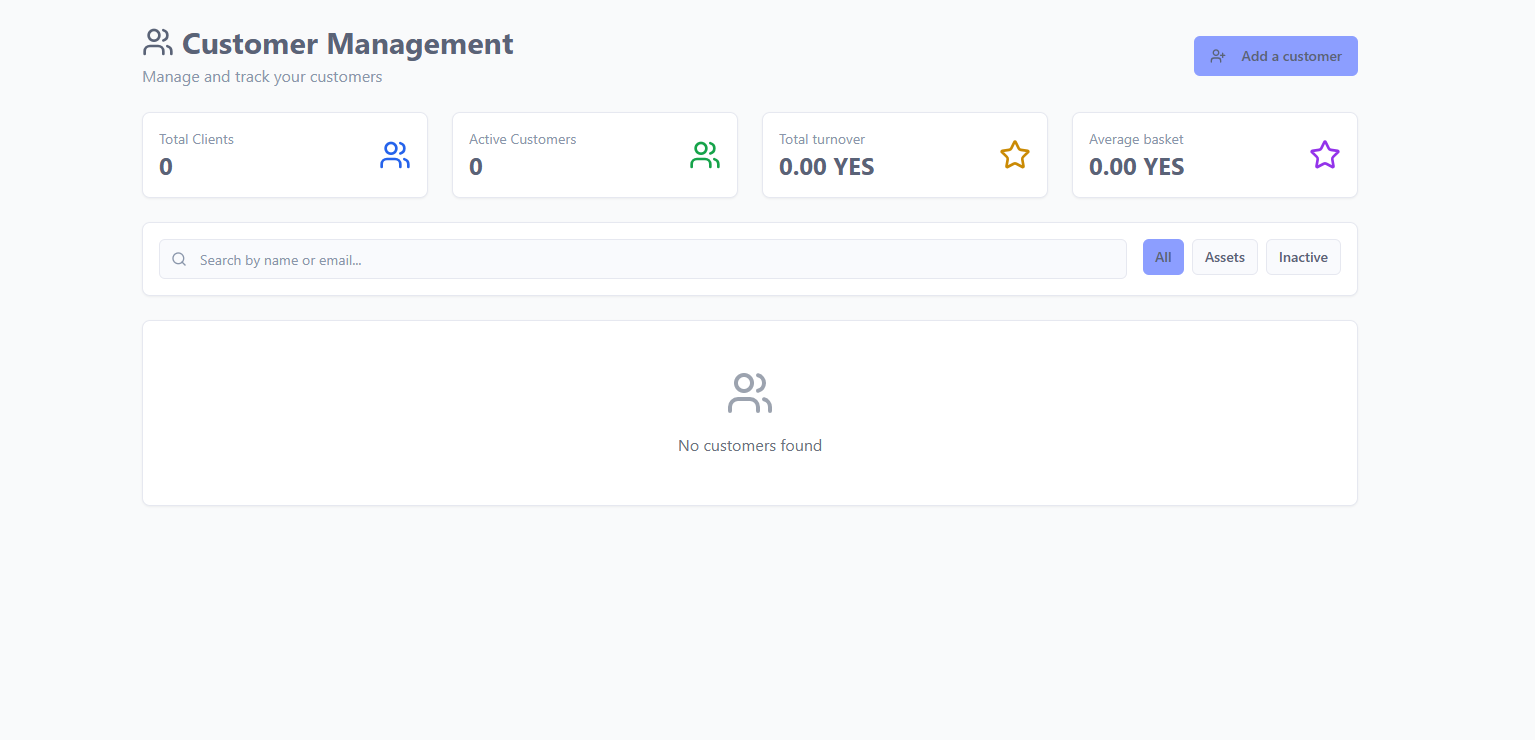 Customer Management
Manage and track your customers
Add a customer
Total Clients
0
Active Customers
0
Total turnover
0.00 YES
Average basket
0.00 YES
Search by name or email...
All
Assets
Inactive
No customers found